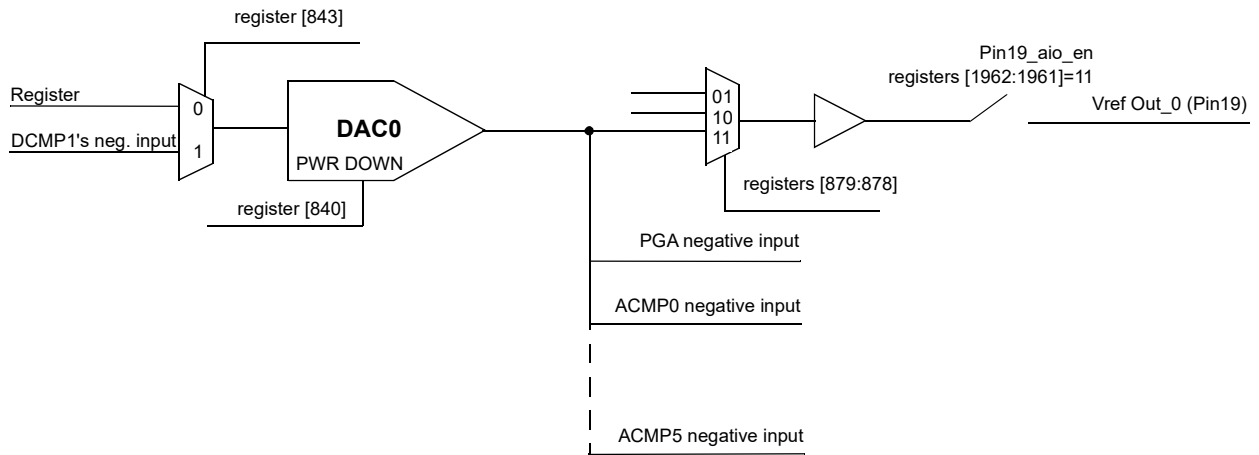 register [843]
Pin19_aio_en
registers [1962:1961]=11
Register
0
01
Vref Out_0 (Pin19)
10
DAC0
DCMP1's neg. input
1
11
PWR DOWN
registers [879:878]
register [840]
PGA negative input
ACMP0 negative input
ACMP5 negative input